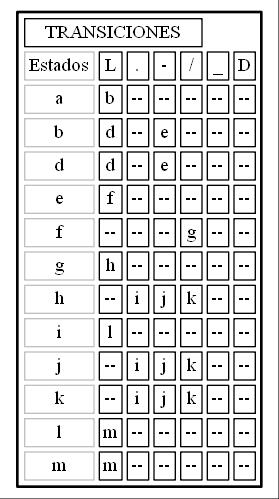 TRANSICIONES
Estados L . - / _ D
a b -- -- -- -- --
b d -- e -- -- --
d d -- e -- -- --
e f -- -- -- -- --
f -- -- -- g -- --
g h -- -- -- -- --
h -- i j k -- --
i l -- -- -- -- --
j -- i j k -- --
k -- i j k -- --
l m -- -- -- -- --
m m -- -- -- -- --